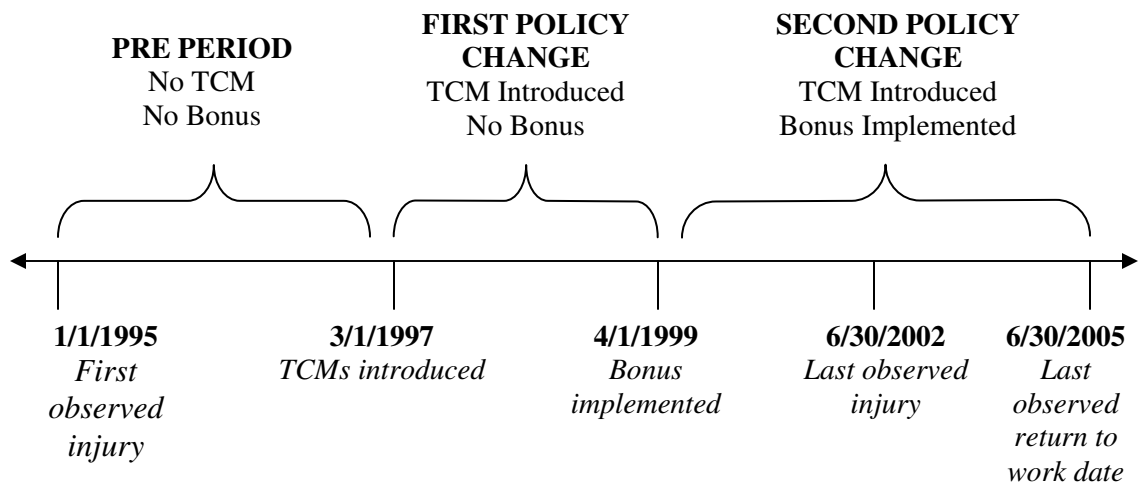 PRE PERIOD
No TCM
No Bonus
FIRST POLICY
CHANGE
TCM Introduced
No Bonus
SECOND POLICY
CHANGE
TCM Introduced
Bonus Implemented
1/1/1995
First
observed
injury
3/1/1997
TCMs introduced
4/1/1999
Bonus
implemented
6/30/2002
Last observed
injury
6/30/2005
Last
observed
return to
work date